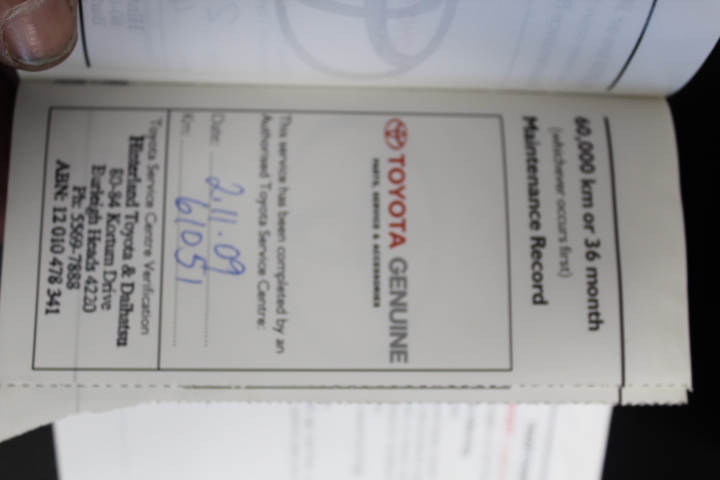 60,000 km or 36 month
(whichever occurs first)
Maintenance Record
TOYOTA GENUINE
PARTS, SERVICE & ACCESSORIES
This service has been completed by an
Authorised Toyota Service Centre:
Date: 2.11.09
Km: 61051
Toyota Service Centre Verification
Hinterland Toyota & Daihatsu
80-84 Kortum Drive
Burleigh Heads 4220
Ph: 5569-7888
ABN: 12 010 478 341